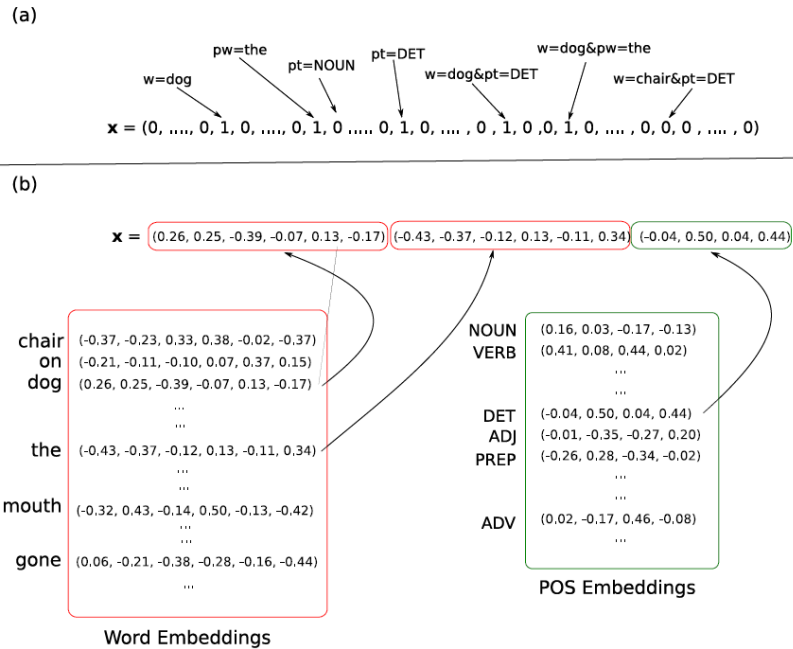 (a)
w=dog
pw=the
pt=NOUN
pt=DET
w=dog&pt=DET
w=dog&pw=the
w=chair&pt=DET
x = (0, ...., 0, 1, 0, ...., 0, 1, 0 ..... 0, 1, 0, .... , 0 , 1, 0 ,0, 1, 0, .... , 0, 0, 0 , .... , 0)
(b)
x = (0.26, 0.25, -0.39, -0.07, 0.13, -0.17) (-0.43, -0.37, -0.12, 0.13, -0.11, 0.34) (-0.04, 0.50, 0.04, 0.44)
chair (-0.37, -0.23, 0.33, 0.38, -0.02, -0.37)
on (-0.21, -0.11, -0.10, 0.07, 0.37, 0.15)
dog (0.26, 0.25, -0.39, -0.07, 0.13, -0.17)
...
...
the (-0.43, -0.37, -0.12, 0.13, -0.11, 0.34)
...
...
mouth (-0.32, 0.43, -0.14, 0.50, -0.13, -0.42)
...
...
gone (0.06, -0.21, -0.38, -0.28, -0.16, -0.44)
...
Word Embeddings
NOUN (0.16, 0.03, -0.17, -0.13)
VERB (0.41, 0.08, 0.44, 0.02)
...
...
DET (-0.04, 0.50, 0.04, 0.44)
ADJ (-0.01, -0.35, -0.27, 0.20)
PREP (-0.26, 0.28, -0.34, -0.02)
...
...
ADV (0.02, -0.17, 0.46, -0.08)
...
POS Embeddings